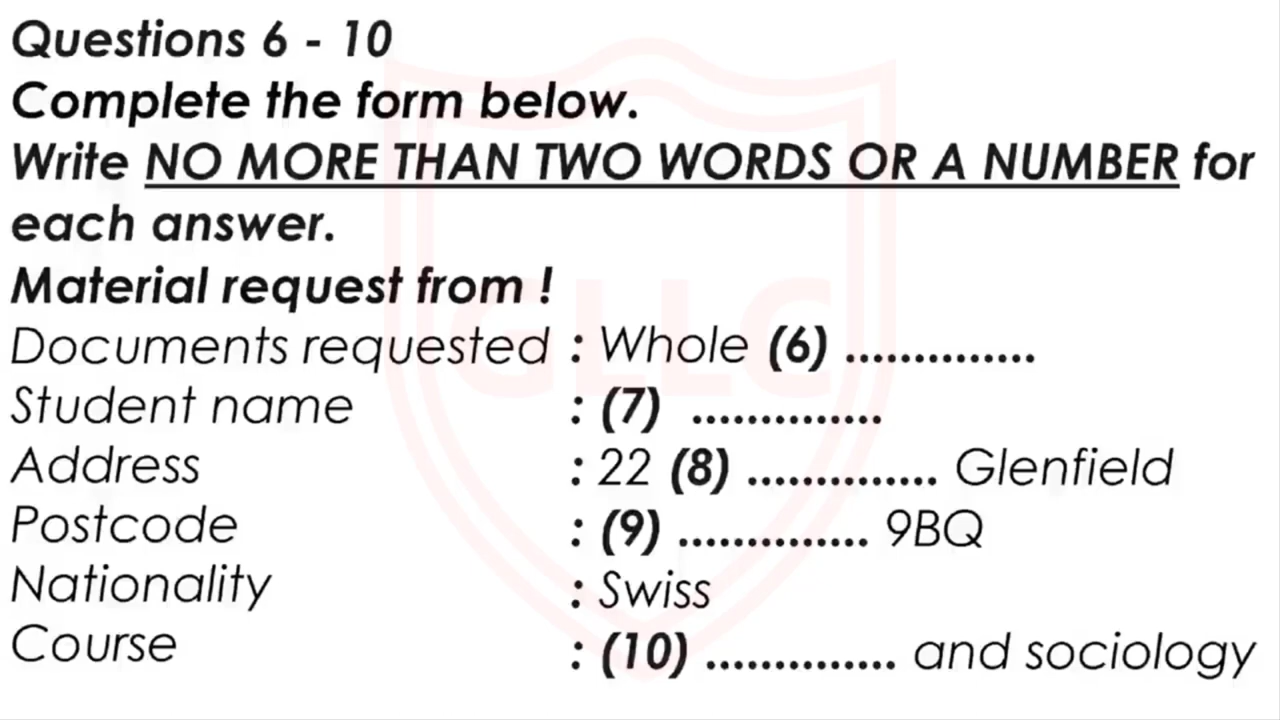 Questions 6 - 10
Complete the form below.
Write NO MORE THAN TWO WORDS OR A NUMBER for
each answer.
Material request from !
Documents requested : Whole (6) ..............
Student name : (7) ..............
Address : 22 (8) .............. Glenfield
Postcode : (9) .............. 9BQ
Nationality : Swiss
Course : (10) .............. and sociology
GLLC